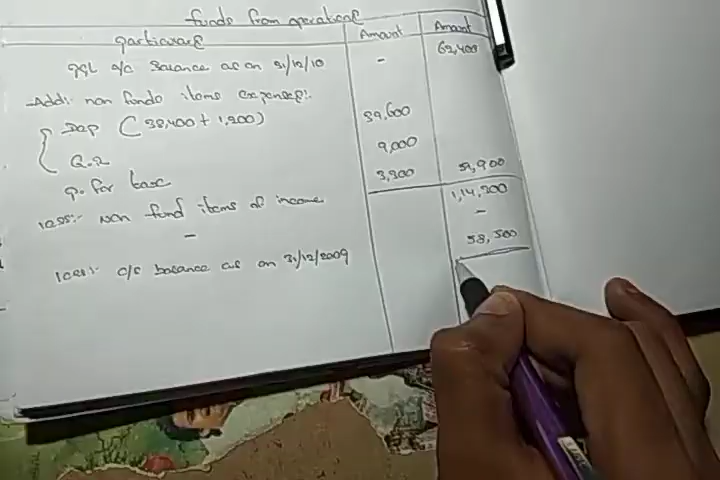 funds from operations
particulars Amount Amount
P&L a/c Balance as on 31/12/10 - 62,400
Add:- non funds items expenses:-
Dep (38,400 + 1,200) 39,600
G.R 9,000
p. for tax 3,300 51,900
1,14,300
less:- non fund items of income -
-
less:- o/s balance as on 31/12/2009 58,500